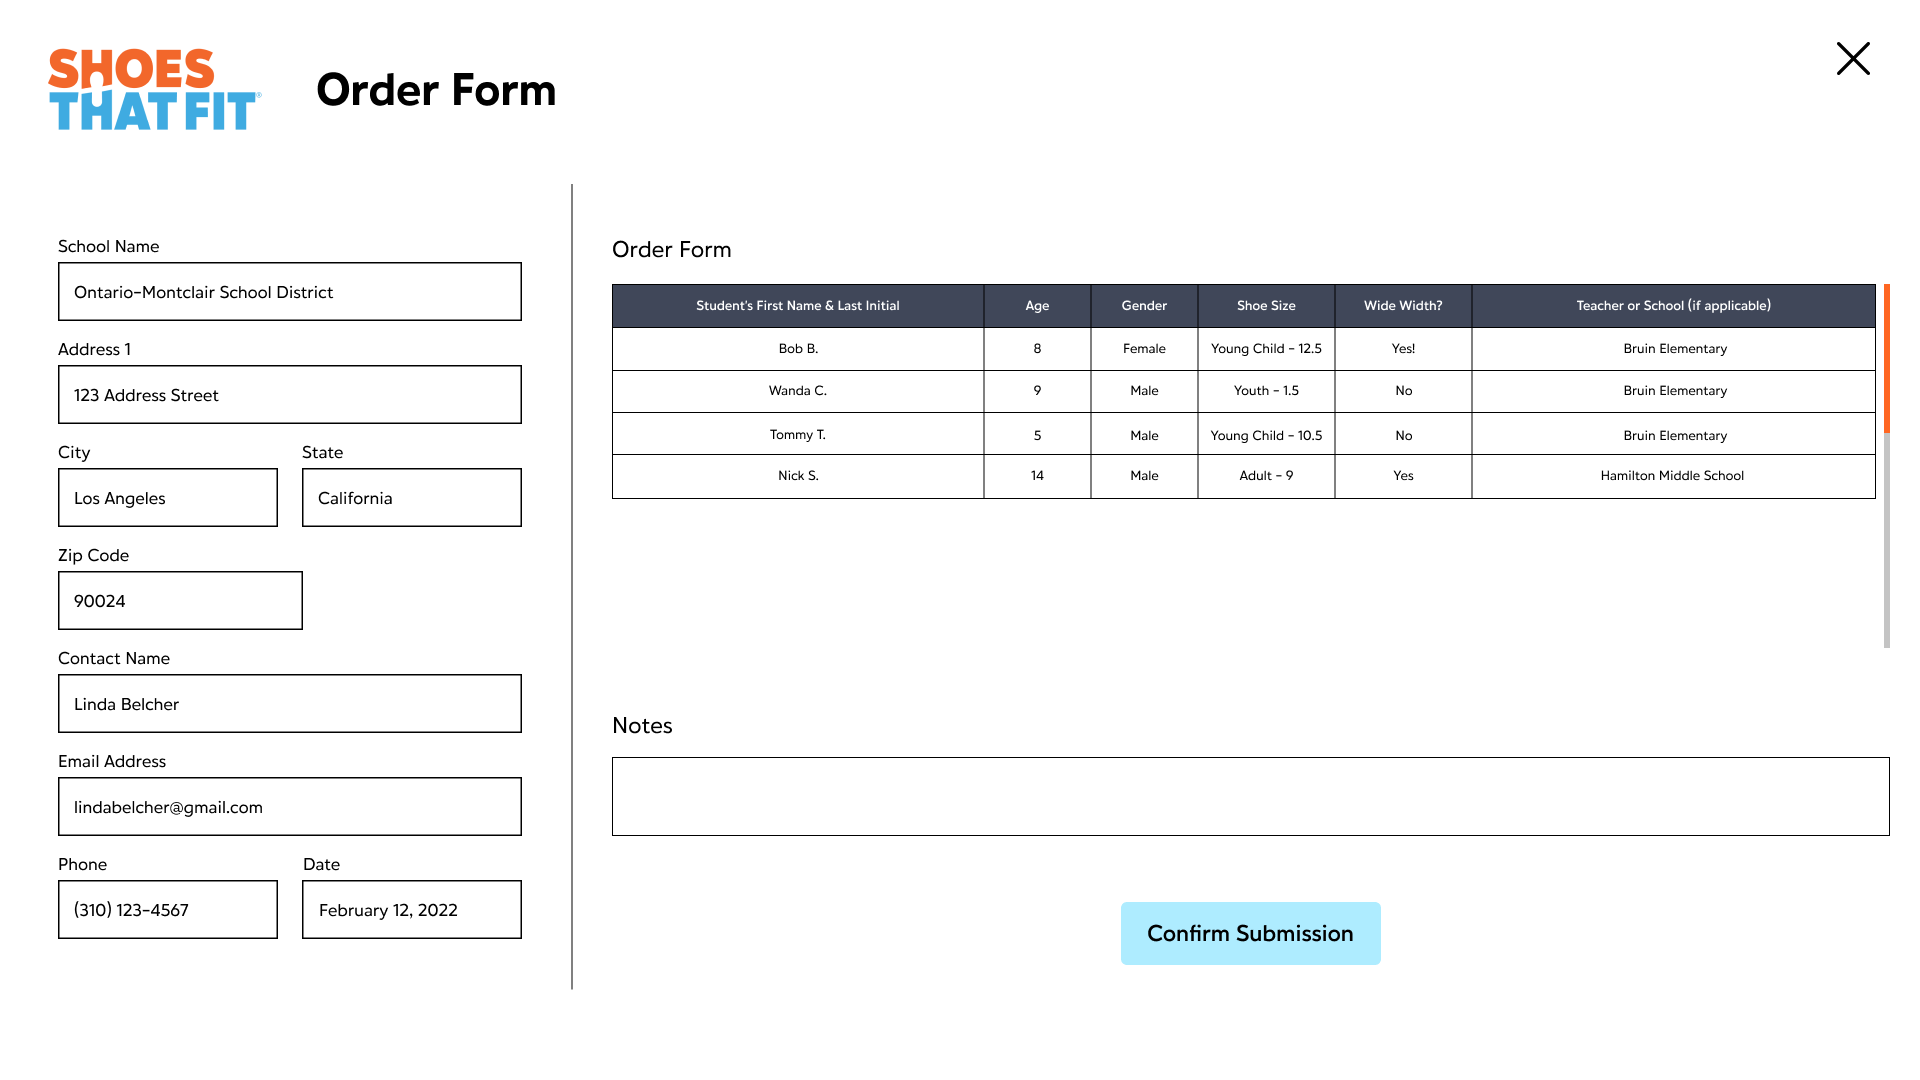 SHOES
THAT FIT®
Order Form
School Name
Ontario-Montclair School District
Address 1
123 Address Street
City State
Los Angeles California
Zip Code
90024
Contact Name
Linda Belcher
Email Address
lindabelcher@gmail.com
Phone Date
(310) 123-4567 February 12, 2022
Order Form
Student's First Name & Last Initial Age Gender Shoe Size Wide Width? Teacher or School (if applicable)
Bob B. 8 Female Young Child - 12.5 Yes! Bruin Elementary
Wanda C. 9 Male Youth - 1.5 No Bruin Elementary
Tommy T. 5 Male Young Child - 10.5 No Bruin Elementary
Nick S. 14 Male Adult - 9 Yes Hamilton Middle School
Notes
Confirm Submission